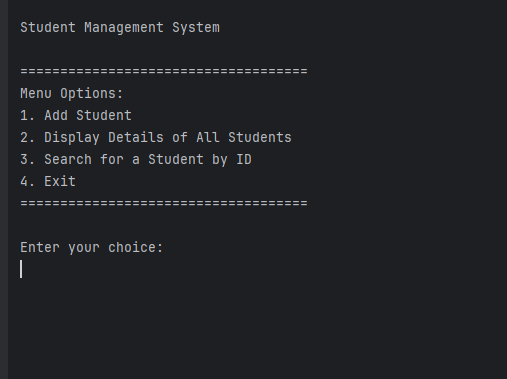 Student Management System
====================================
Menu Options:
1. Add Student
2. Display Details of All Students
3. Search for a Student by ID
4. Exit
====================================
Enter your choice: